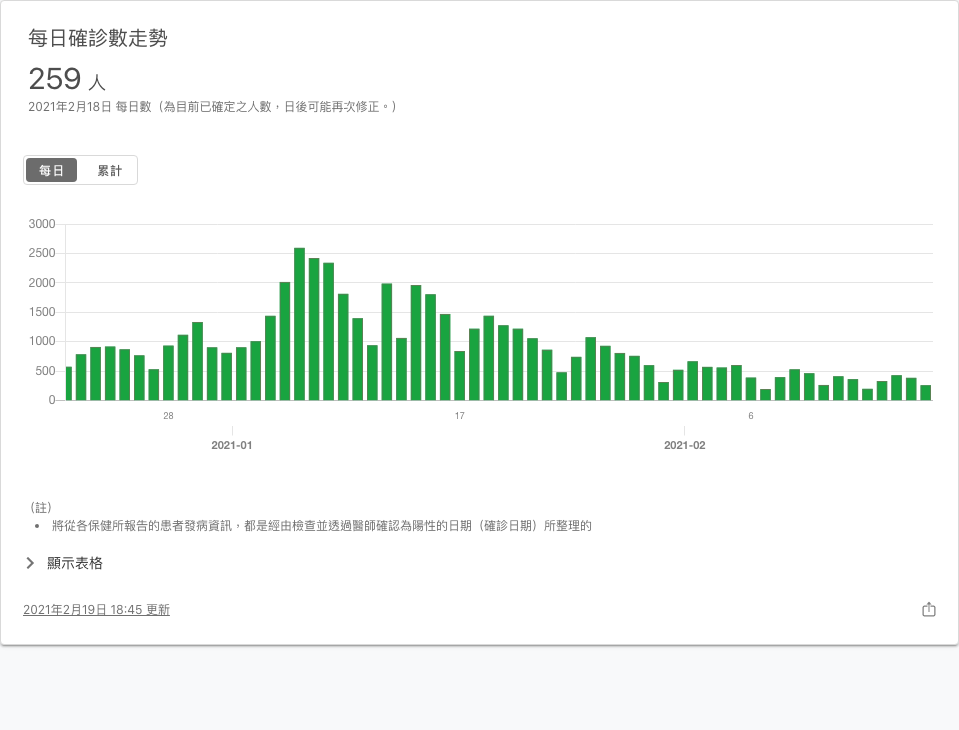 每日確診數走勢
259 人
2021年2月18日 每日數（為目前已確定之人數，日後可能再次修正。）
每日 累計
3000
2500
2000
1500
1000
500
0
28 17 6
2021-01 2021-02
（註）
• 將從各保健所報告的患者發病資訊，都是經由檢查並透過醫師確認為陽性的日期（確診日期）所整理的
顯示表格
2021年2月19日 18:45 更新